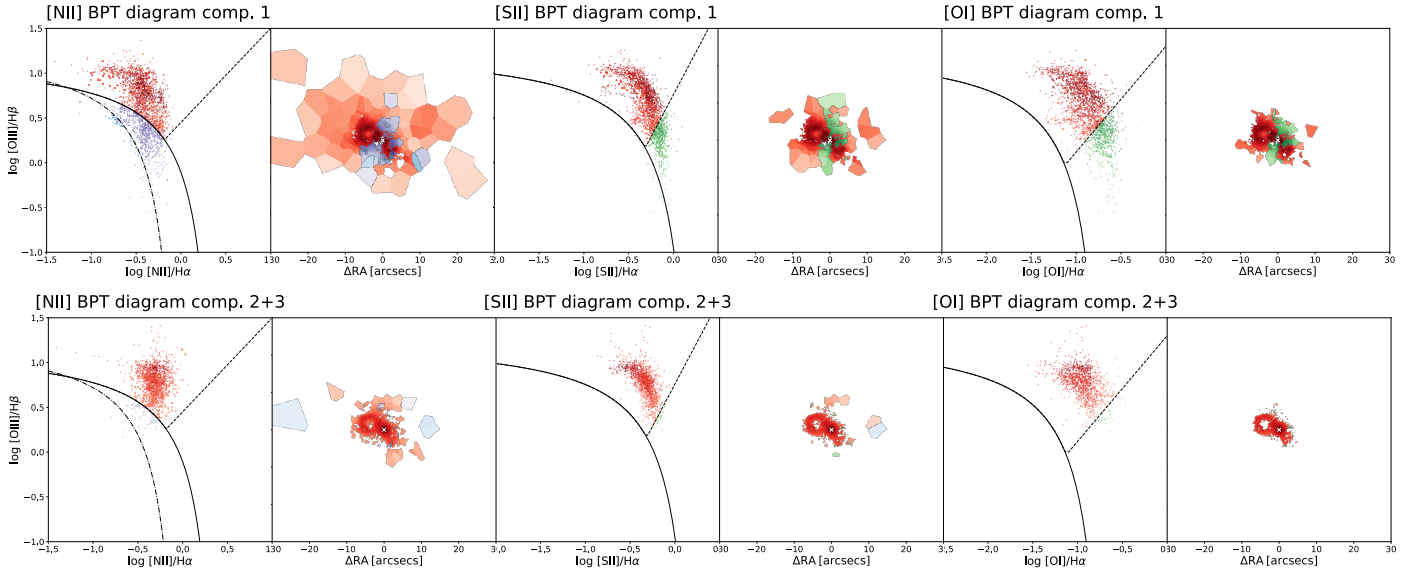 [NII] BPT diagram comp. 1
[SII] BPT diagram comp. 1
[OI] BPT diagram comp. 1
log [OIII]/Hβ
1.5
1.0
0.5
0.0
−0.5
−1.0
−1.5 −1.0 −0.5 0.0 0.5
log [NII]/Hα
−20 −10 0 10 20
ΔRA [arcsecs]
−1.5 −1.0 −0.5 0.0
log [SII]/Hα
−20 −10 0 10 20
ΔRA [arcsecs]
−2.0 −1.5 −1.0 −0.5
log [OI]/Hα
−20 −10 0 10 20 30
ΔRA [arcsecs]
[NII] BPT diagram comp. 2+3
[SII] BPT diagram comp. 2+3
[OI] BPT diagram comp. 2+3
log [OIII]/Hβ
1,5
1,0
0,5
0,0
−0,5
−1,0
−1,5 −1,0 −0,5 0,0
log [NII]/Hα
−20 −10 0 10 20
ΔRA [arcsecs]
−1,5 −1,0 −0,5 0,0
log [SII]/Hα
−20 −10 0 10 20
ΔRA [arcsecs]
−1,5 −1,0 −0,5
log [OI]/Hα
−20 −10 0 10 20 30
ΔRA [arcsecs]